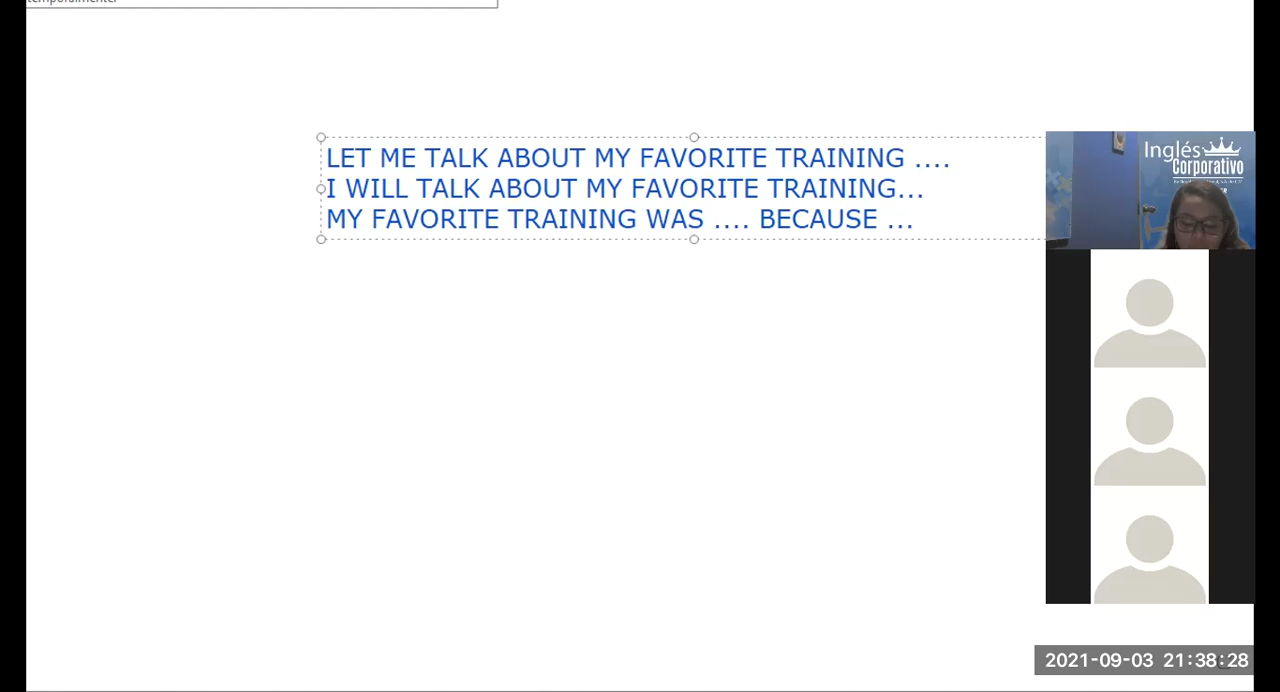 LET ME TALK ABOUT MY FAVORITE TRAINING ....
I WILL TALK ABOUT MY FAVORITE TRAINING...
MY FAVORITE TRAINING WAS .... BECAUSE ...
Inglés
Corporativo
2021-09-03 21:38:28